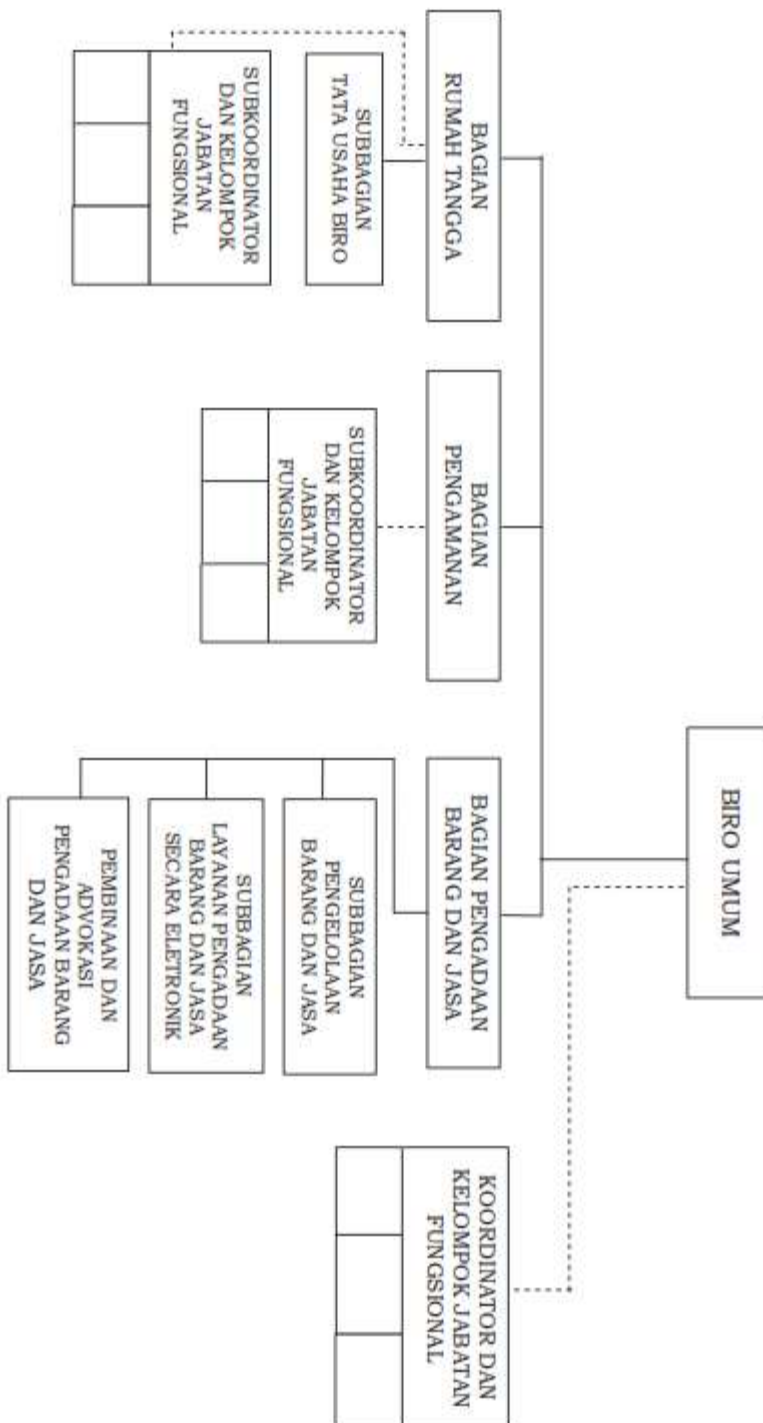 BIRO UMUM
BAGIAN
RUMAH TANGGA
SUBBAGIAN
TATA USAHA BIRO
SUBKOORDINATOR
DAN KELOMPOK
JABATAN
FUNGSIONAL
BAGIAN
PENGAMANAN
SUBKOORDINATOR
DAN KELOMPOK
JABATAN
FUNGSIONAL
BAGIAN PENGADAAN
BARANG DAN JASA
SUBBAGIAN
PENGELOLAAN
BARANG DAN JASA
SUBBAGIAN
LAYANAN PENGADAAN
BARANG DAN JASA
SECARA ELETRONIK
PEMBINAAN DAN
ADVOKASI
PENGADAAN BARANG
DAN JASA
KOORDINATOR DAN
KELOMPOK JABATAN
FUNGSIONAL